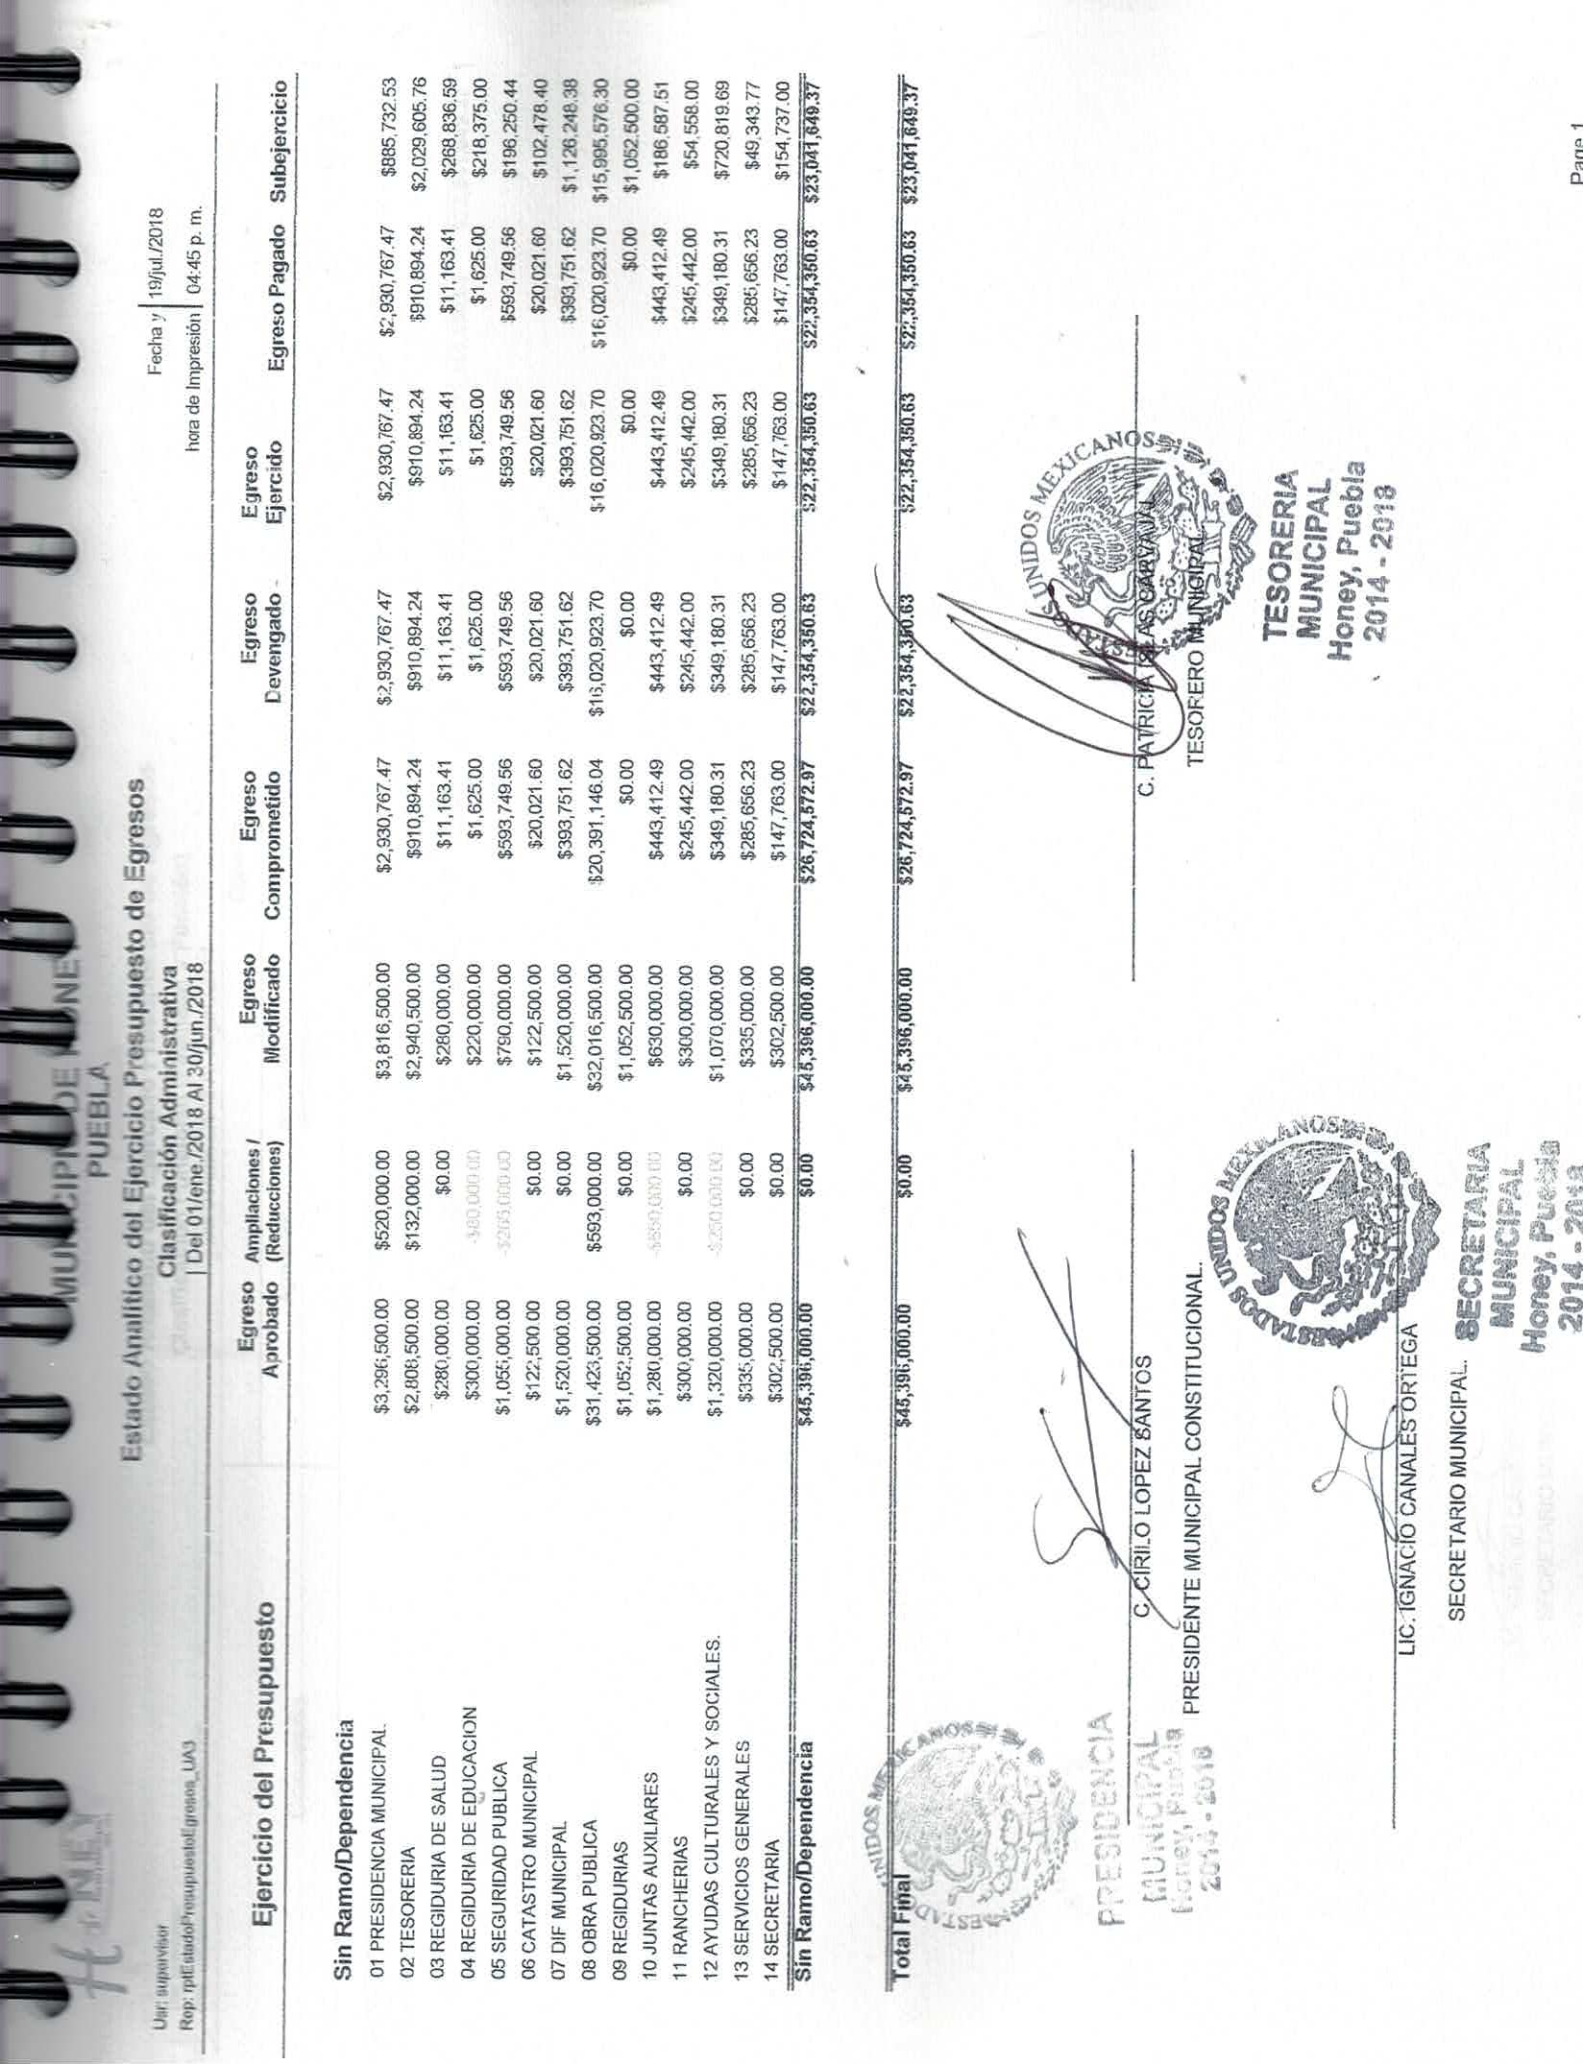 MUNICIPIO DE HONEY
PUEBLA
Estado Analítico del Ejercicio Presupuesto de Egresos
Clasificación Administrativa
Del 01/ene./2018 Al 30/jun./2018
Usr: supervisor
Rep: rptEstadoPresupuestoEgresos_UA3
Fecha y 19/jul./2018
hora de Impresión 04:45 p. m.
Ejercicio del Presupuesto Egreso Aprobado Ampliaciones / (Reducciones) Egreso Modificado Egreso Comprometido Egreso Devengado Egreso Ejercido Egreso Pagado Subejercicio
Sin Ramo/Dependencia
01 PRESIDENCIA MUNICIPAL. $3,296,500.00 $520,000.00 $3,816,500.00 $2,930,767.47 $2,930,767.47 $2,930,767.47 $2,930,767.47 $885,732.53
02 TESORERIA $2,808,500.00 $132,000.00 $2,940,500.00 $910,894.24 $910,894.24 $910,894.24 $910,894.24 $2,029,605.76
03 REGIDURIA DE SALUD $280,000.00 $0.00 $280,000.00 $11,163.41 $11,163.41 $11,163.41 $11,163.41 $268,836.59
04 REGIDURIA DE EDUCACION $300,000.00 -$80,000.00 $220,000.00 $1,625.00 $1,625.00 $1,625.00 $1,625.00 $218,375.00
05 SEGURIDAD PUBLICA $1,055,000.00 -$265,000.00 $790,000.00 $593,749.56 $593,749.56 $593,749.56 $593,749.56 $196,250.44
06 CATASTRO MUNICIPAL $122,500.00 $0.00 $122,500.00 $20,021.60 $20,021.60 $20,021.60 $20,021.60 $102,478.40
07 DIF MUNICIPAL $1,520,000.00 $0.00 $1,520,000.00 $393,751.62 $393,751.62 $393,751.62 $393,751.62 $1,126,248.38
08 OBRA PUBLICA $31,423,500.00 $593,000.00 $32,016,500.00 $20,391,146.04 $16,020,923.70 $16,020,923.70 $16,020,923.70 $15,995,576.30
09 REGIDURIAS $1,052,500.00 $0.00 $1,052,500.00 $0.00 $0.00 $0.00 $0.00 $1,052,500.00
10 JUNTAS AUXILIARES $1,280,000.00 -$650,000.00 $630,000.00 $443,412.49 $443,412.49 $443,412.49 $443,412.49 $186,587.51
11 RANCHERIAS $300,000.00 $0.00 $300,000.00 $245,442.00 $245,442.00 $245,442.00 $245,442.00 $54,558.00
12 AYUDAS CULTURALES Y SOCIALES. $1,320,000.00 -$250,000.00 $1,070,000.00 $349,180.31 $349,180.31 $349,180.31 $349,180.31 $720,819.69
13 SERVICIOS GENERALES $335,000.00 $0.00 $335,000.00 $285,656.23 $285,656.23 $285,656.23 $285,656.23 $49,343.77
14 SECRETARIA $302,500.00 $0.00 $302,500.00 $147,763.00 $147,763.00 $147,763.00 $147,763.00 $154,737.00
Sin Ramo/Dependencia $45,396,000.00 $0.00 $45,396,000.00 $26,724,572.97 $22,354,350.63 $22,354,350.63 $22,354,350.63 $23,041,649.37
Total Final $45,396,000.00 $0.00 $45,396,000.00 $26,724,572.97 $22,354,350.63 $22,354,350.63 $22,354,350.63 $23,041,649.37
PRESIDENCIA
MUNICIPAL
Honey, Puebla
2014 - 2018
C. CIRILO LOPEZ SANTOS
PRESIDENTE MUNICIPAL CONSTITUCIONAL.
UNIDOS MEXICANOS
C. PATRICIA ISLAS CARVAJAL
TESORERO MUNICIPAL
TESORERIA
MUNICIPAL
Honey, Puebla
2014 - 2018
ESTADOS UNIDOS MEXICANOS
LIC. IGNACIO CANALES ORTEGA
SECRETARIO MUNICIPAL.
SECRETARIA
MUNICIPAL
Honey, Puebla
2014 - 2018
Page 1